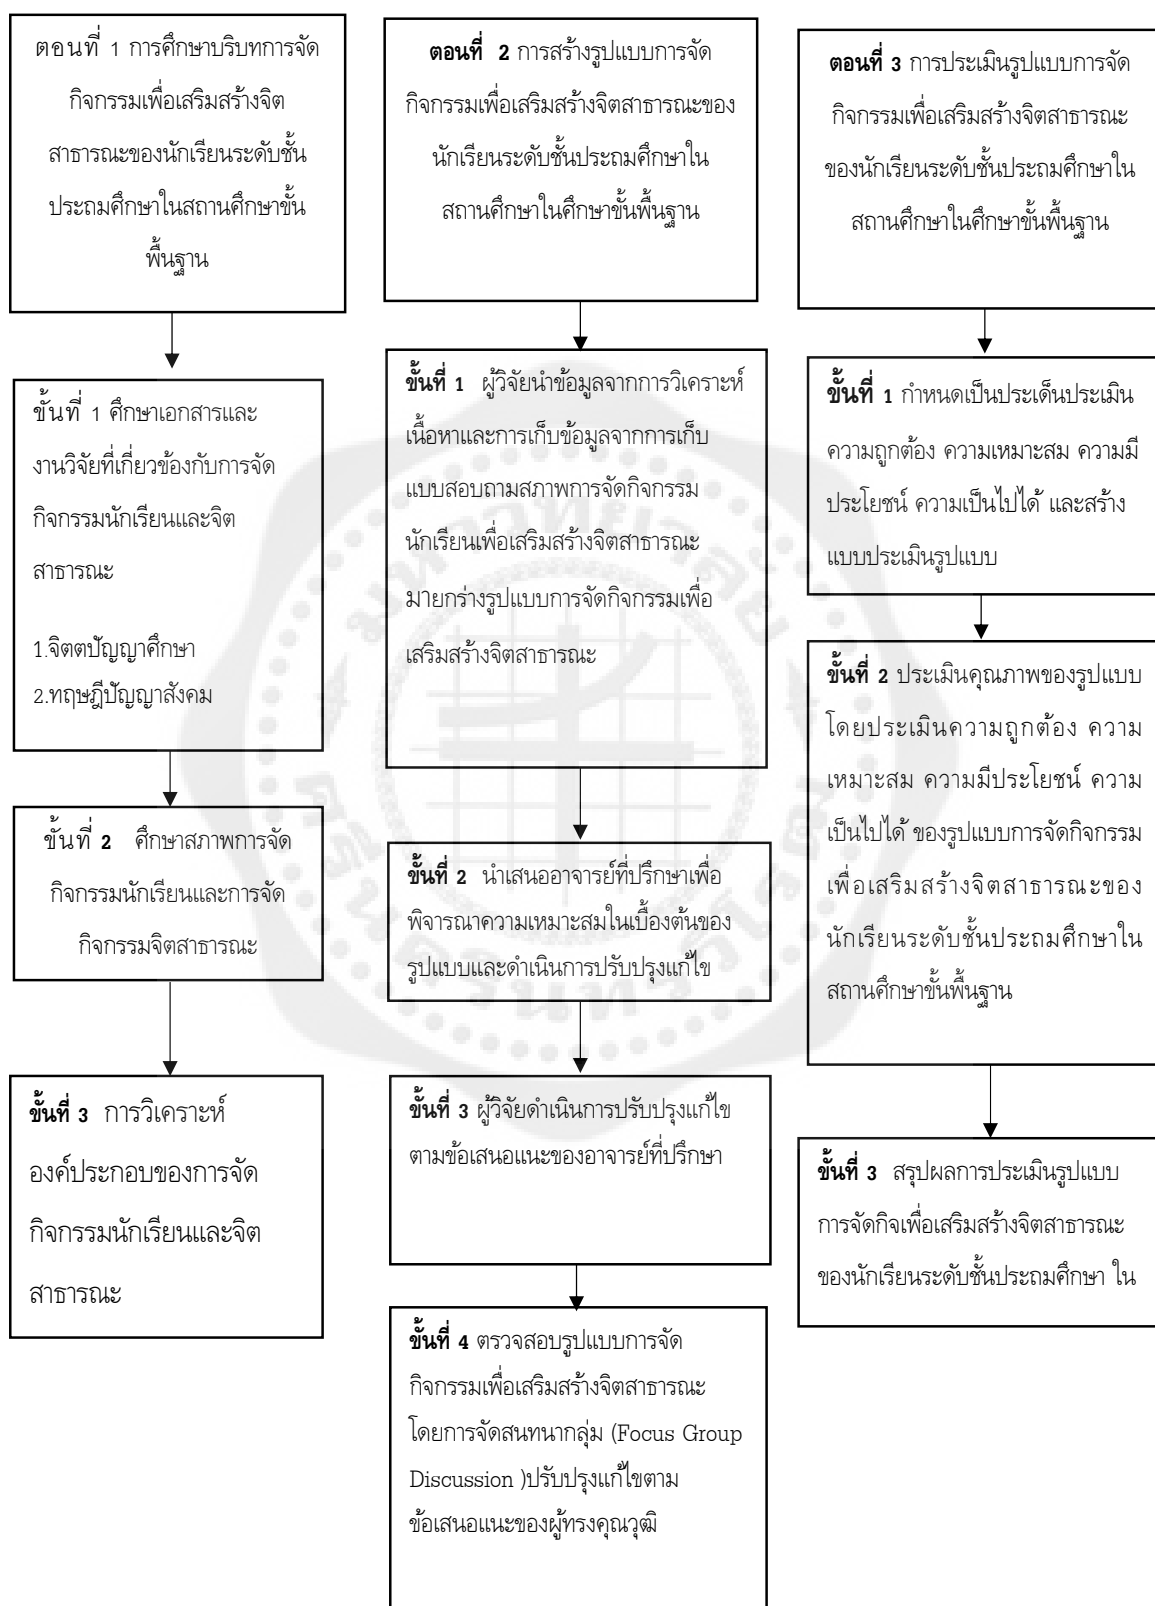 ตอนที่ 1 การศึกษาบริบทการจัด
กิจกรรมเพื่อเสริมสร้างจิต
สาธารณะของนักเรียนระดับชั้น
ประถมศึกษาในสถานศึกษาขั้น
พื้นฐาน
ขั้นที่ 1 ศึกษาเอกสารและ
งานวิจัยที่เกี่ยวข้องกับการจัด
กิจกรรมนักเรียนและจิต
สาธารณะ
1.จิตตปัญญาศึกษา
2.ทฤษฎีปัญญาสังคม
ขั้นที่ 2 ศึกษาสภาพการจัด
กิจกรรมนักเรียนและการจัด
กิจกรรมจิตสาธารณะ
ขั้นที่ 3 การวิเคราะห์
องค์ประกอบของการจัด
กิจกรรมนักเรียนและจิต
สาธารณะ
ตอนที่ 2 การสร้างรูปแบบการจัด
กิจกรรมเพื่อเสริมสร้างจิตสาธารณะของ
นักเรียนระดับชั้นประถมศึกษาใน
สถานศึกษาในศึกษาขั้นพื้นฐาน
ขั้นที่ 1 ผู้วิจัยนำข้อมูลจากการวิเคราะห์
เนื้อหาและการเก็บข้อมูลจากการเก็บ
แบบสอบถามสภาพการจัดกิจกรรม
นักเรียนเพื่อเสริมสร้างจิตสาธารณะ
มายกร่างรูปแบบการจัดกิจกรรมเพื่อ
เสริมสร้างจิตสาธารณะ
ขั้นที่ 2 นำเสนออาจารย์ที่ปรึกษาเพื่อ
พิจารณาความเหมาะสมในเบื้องต้นของ
รูปแบบและดำเนินการปรับปรุงแก้ไข
ขั้นที่ 3 ผู้วิจัยดำเนินการปรับปรุงแก้ไข
ตามข้อเสนอแนะของอาจารย์ที่ปรึกษา
ขั้นที่ 4 ตรวจสอบรูปแบบการจัด
กิจกรรมเพื่อเสริมสร้างจิตสาธารณะ
โดยการจัดสนทนากลุ่ม (Focus Group
Discussion )ปรับปรุงแก้ไขตาม
ข้อเสนอแนะของผู้ทรงคุณวุฒิ
ตอนที่ 3 การประเมินรูปแบบการจัด
กิจกรรมเพื่อเสริมสร้างจิตสาธารณะ
ของนักเรียนระดับชั้นประถมศึกษาใน
สถานศึกษาในศึกษาขั้นพื้นฐาน
ขั้นที่ 1 กำหนดเป็นประเด็นประเมิน
ความถูกต้อง ความเหมาะสม ความมี
ประโยชน์ ความเป็นไปได้ และสร้าง
แบบประเมินรูปแบบ
ขั้นที่ 2 ประเมินคุณภาพของรูปแบบ
โดยประเมินความถูกต้อง ความ
เหมาะสม ความมีประโยชน์ ความ
เป็นไปได้ ของรูปแบบการจัดกิจกรรม
เพื่อเสริมสร้างจิตสาธารณะของ
นักเรียนระดับชั้นประถมศึกษาใน
สถานศึกษาขั้นพื้นฐาน
ขั้นที่ 3 สรุปผลการประเมินรูปแบบ
การจัดกิจเพื่อเสริมสร้างจิตสาธารณะ
ของนักเรียนระดับชั้นประถมศึกษา ใน
มหาวิทยาลัย
ศรีนครินทรวิโรฒ